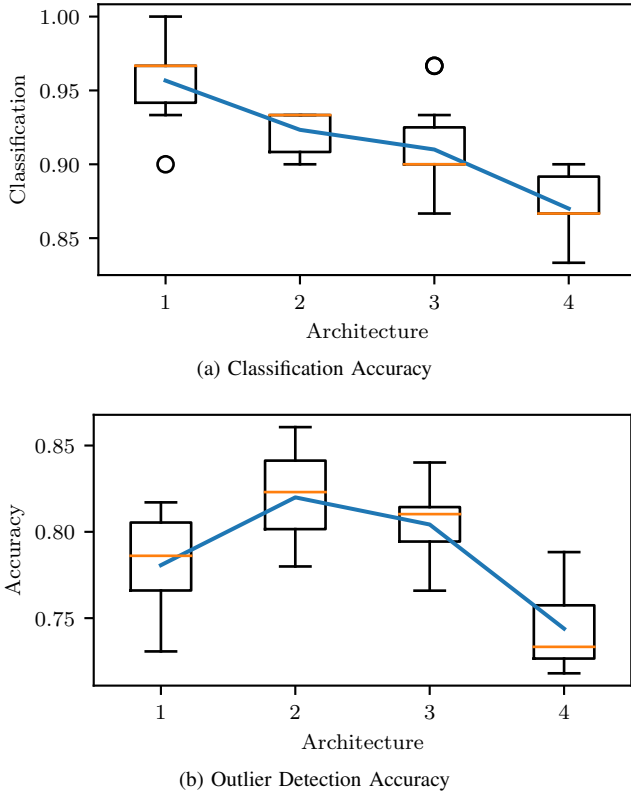 1.00
0.95
0.90
0.85
Classification
1 2 3 4
Architecture
(a) Classification Accuracy
0.85
0.80
0.75
Accuracy
1 2 3 4
Architecture
(b) Outlier Detection Accuracy